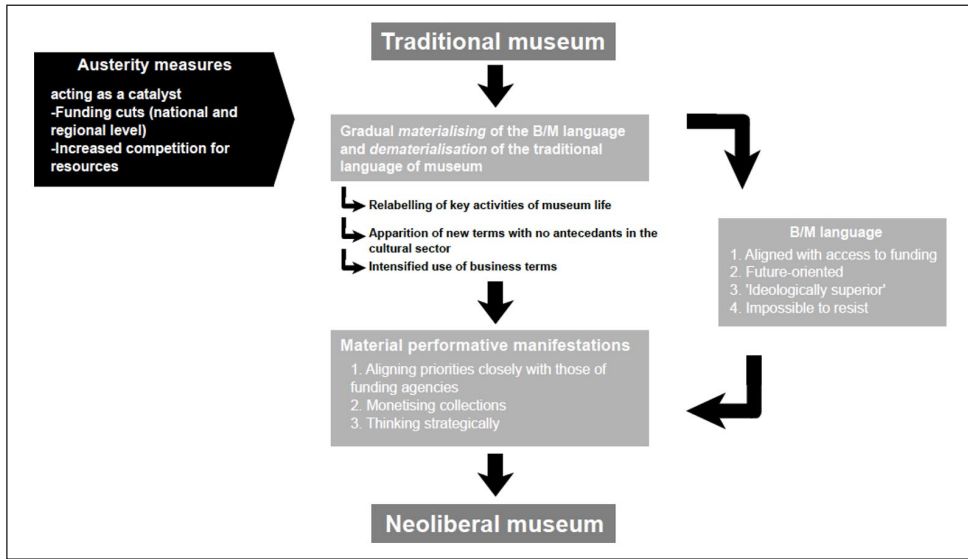 Traditional museum
Austerity measures
acting as a catalyst
-Funding cuts (national and
regional level)
-Increased competition for
resources
Gradual materialising of the B/M language
and dematerialisation of the traditional
language of museum
Relabelling of key activities of museum life
Apparition of new terms with no antecedants in the
cultural sector
Intensified use of business terms
B/M language
1. Aligned with access to funding
2. Future-oriented
3. 'Ideologically superior'
4. Impossible to resist
Material performative manifestations
1. Aligning priorities closely with those of
funding agencies
2. Monetising collections
3. Thinking strategically
Neoliberal museum